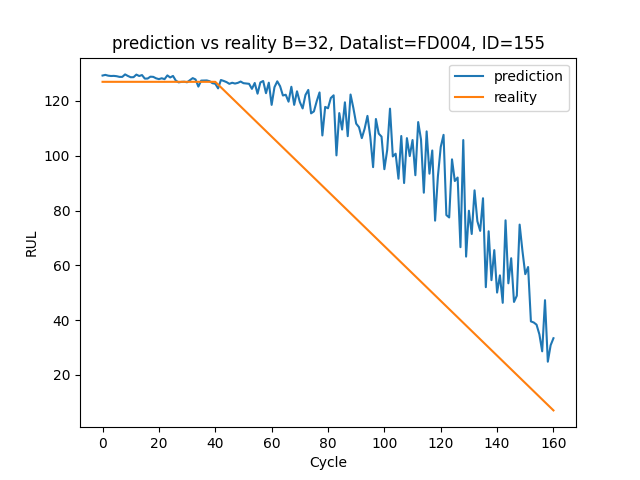 prediction vs reality B=32, Datalist=FD004, ID=155
prediction
reality
RUL
120
100
80
60
40
20
0 20 40 60 80 100 120 140 160
Cycle